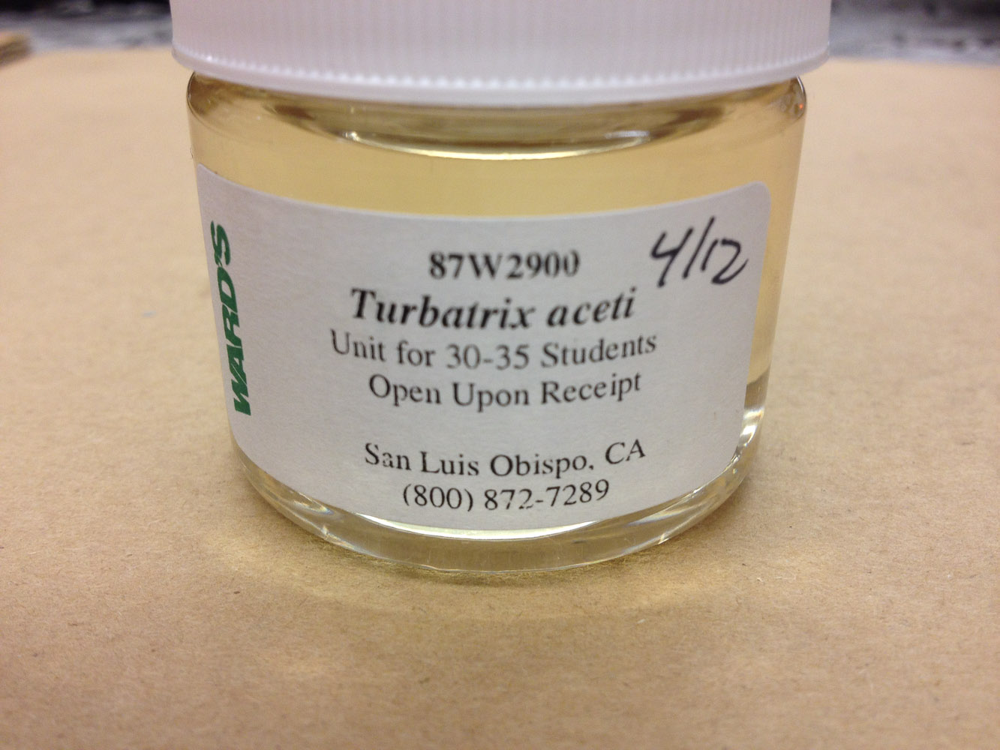 WARD'S
87W2900
4/12
Turbatrix aceti
Unit for 30-35 Students
Open Upon Receipt
San Luis Obispo, CA
(800) 872-7289